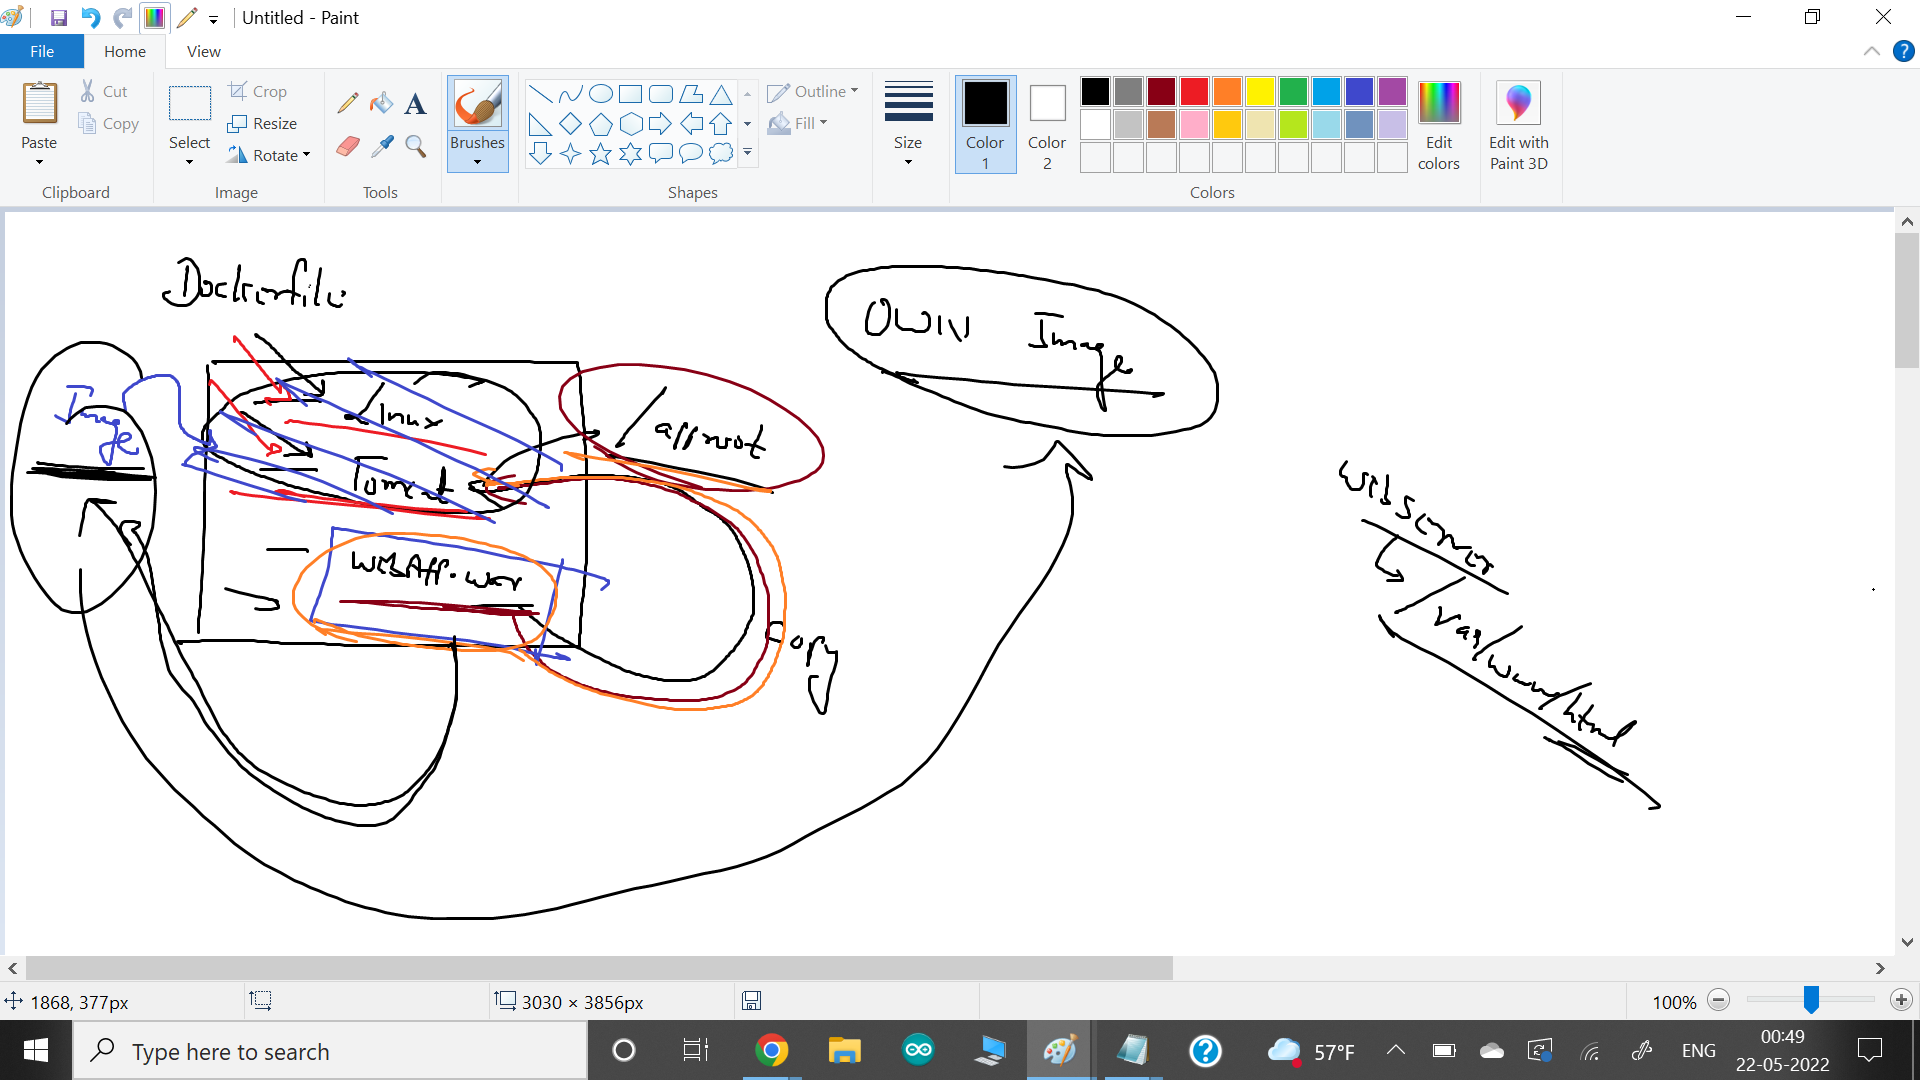 Untitled - Paint
File
Home
View
Paste
Cut
Copy
Clipboard
Select
Crop
Resize
Rotate
Image
Tools
Brushes
Shapes
Outline
Fill
Size
Color 1
Color 2
Edit colors
Edit with Paint 3D
Colors
Dockerfile
OWN Image
Image
Linux
Tomcat
/approot
WebApp.war
Copy
Webserver
/var/www/html
1868, 377px
3030 × 3856px
100%
Type here to search
57°F
ENG
00:49
22-05-2022